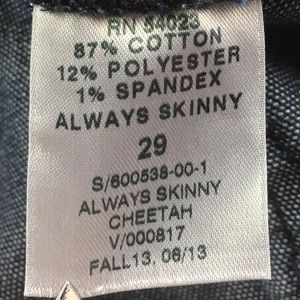 RN 54023
87% COTTON
12% POLYESTER
1% SPANDEX
ALWAYS SKINNY
29
S/600538-00-1
ALWAYS SKINNY
CHEETAH
V/000817
FALL13, 06/13